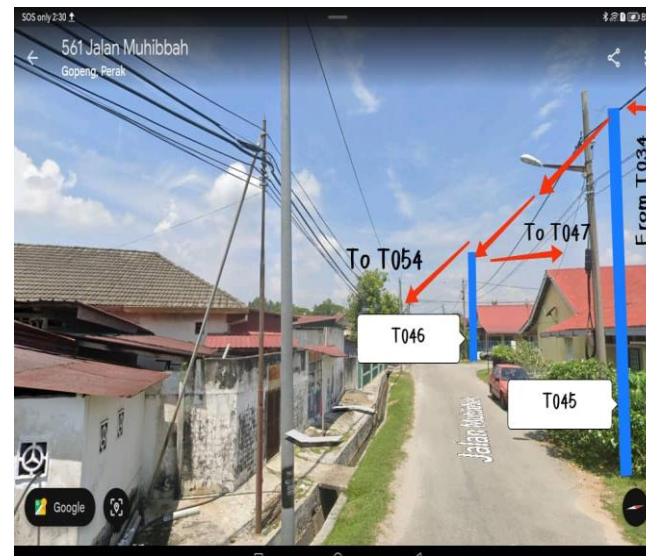 SOS only 2:30
561 Jalan Muhibbah
Gopeng, Perak
From T034
To T047
To T054
T046
T045
Jalan Muhibbah
Google